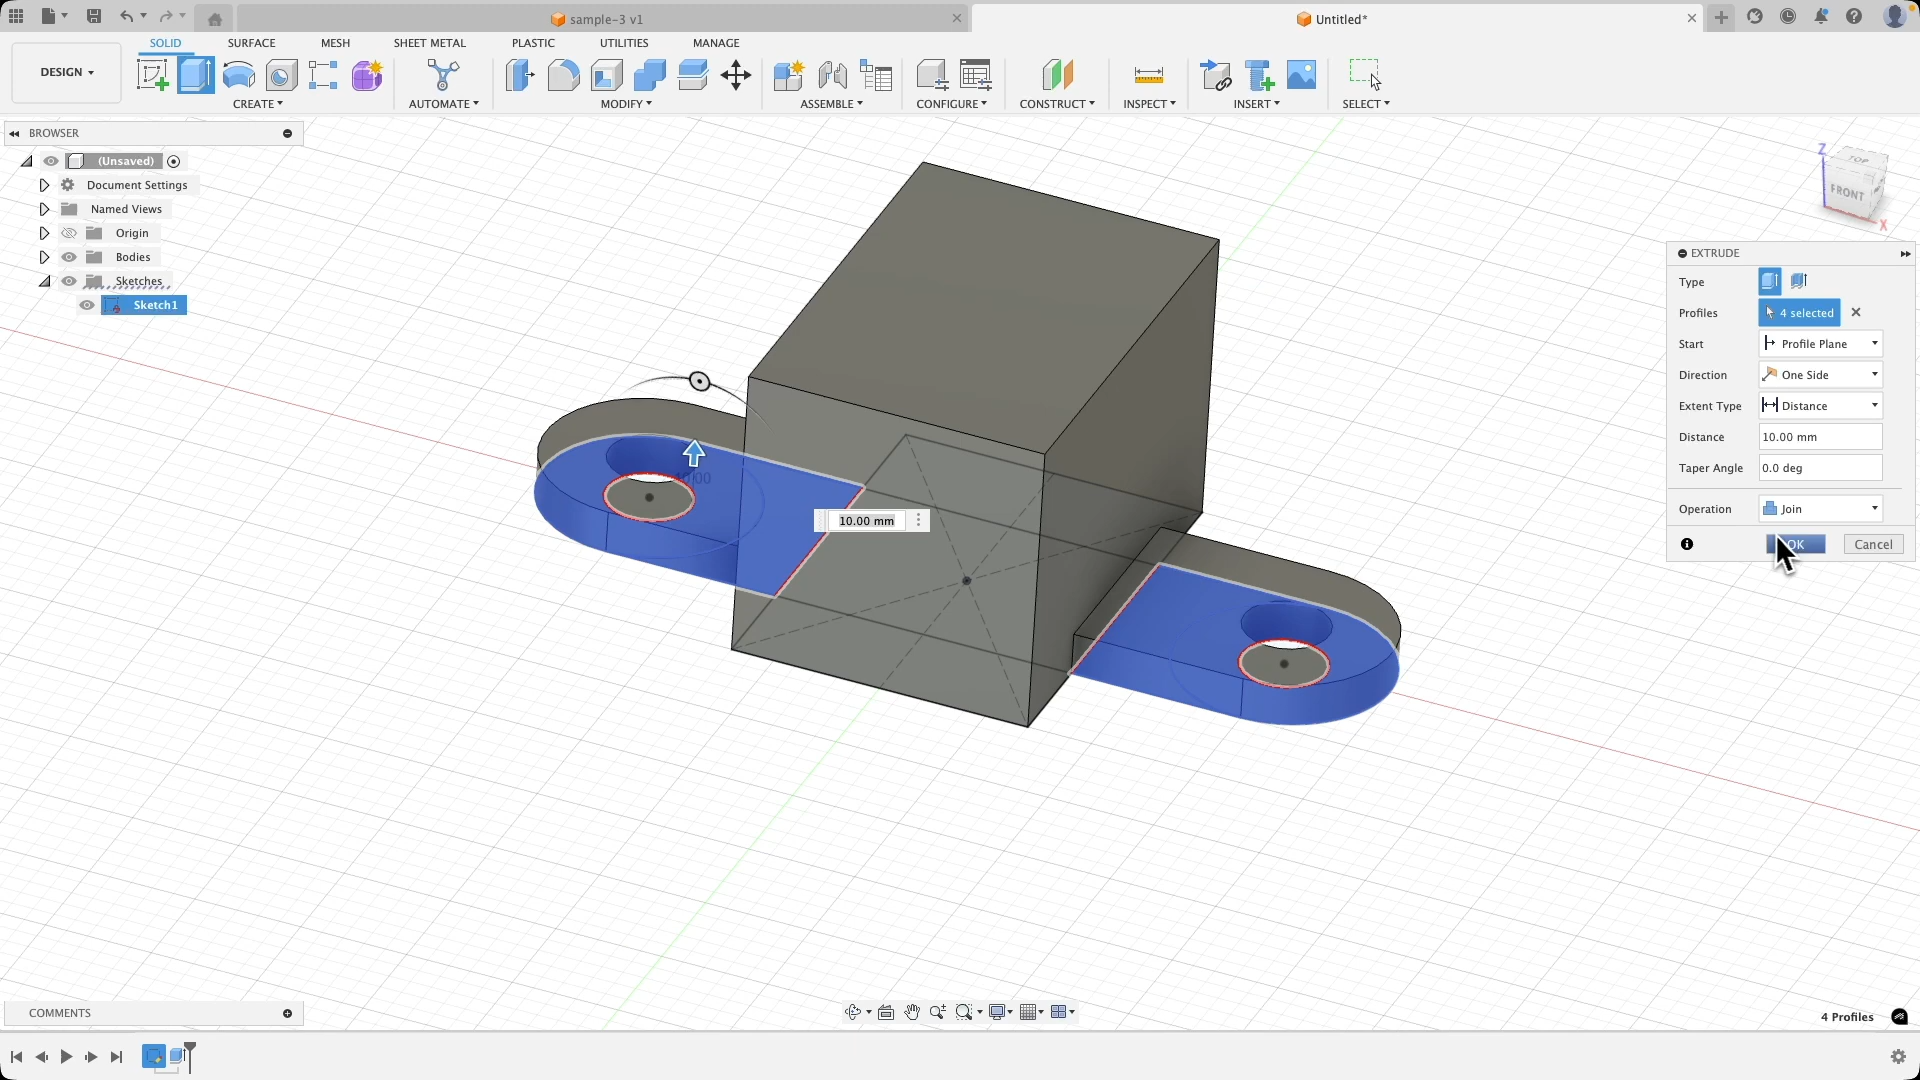 sample-3 v1
Untitled*
SOLID
SURFACE
MESH
SHEET METAL
PLASTIC
UTILITIES
MANAGE
DESIGN
CREATE
AUTOMATE
MODIFY
ASSEMBLE
CONFIGURE
CONSTRUCT
INSPECT
INSERT
SELECT
BROWSER
(Unsaved)
Document Settings
Named Views
Origin
Bodies
Sketches
Sketch1
Z
TOP
FRONT
X
EXTRUDE
Type
Profiles
4 selected
Start
Profile Plane
Direction
One Side
Extent Type
Distance
Distance
10.00 mm
Taper Angle
0.0 deg
Operation
Join
OK
Cancel
10.00 mm
COMMENTS
4 Profiles